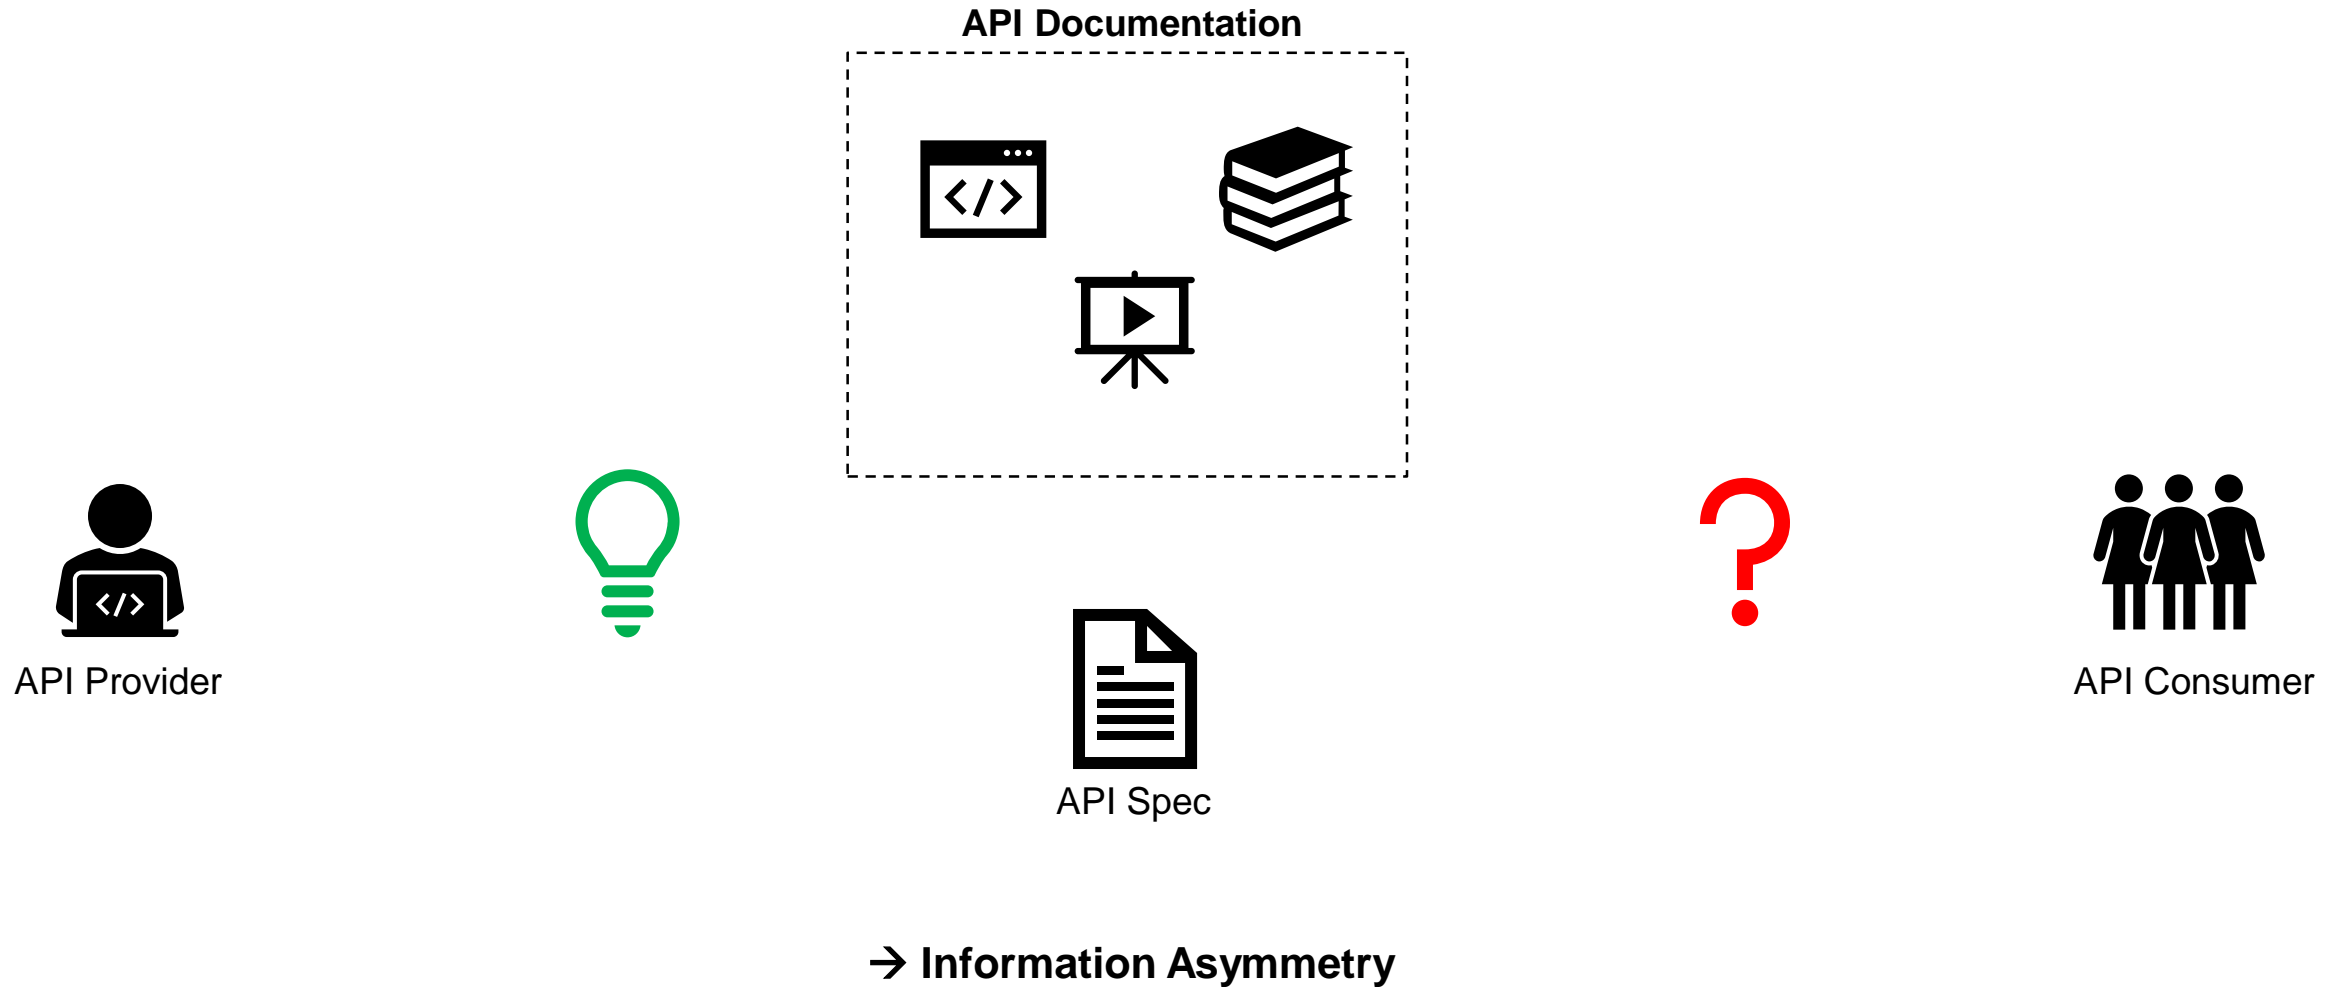 API Documentation
</>
</>
API Provider
API Consumer
API Spec
→ Information Asymmetry